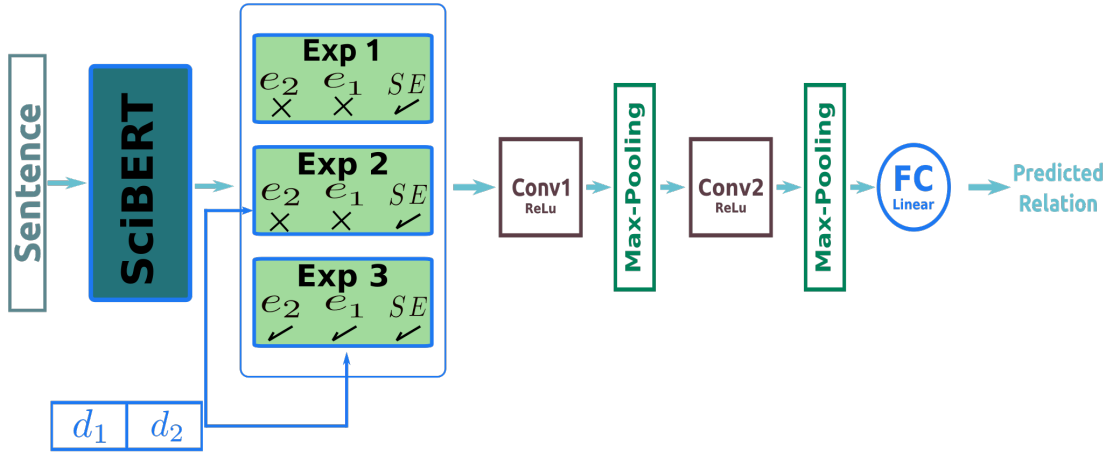 Sentence
SciBERT
Exp 1
e₂ e₁ SE
× × ✓
Exp 2
e₂ e₁ SE
× × ✓
Exp 3
e₂ e₁ SE
✓ ✓ ✓
d₁ d₂
Conv1
ReLu
Max-Pooling
Conv2
ReLu
Max-Pooling
FC
Linear
Predicted
Relation